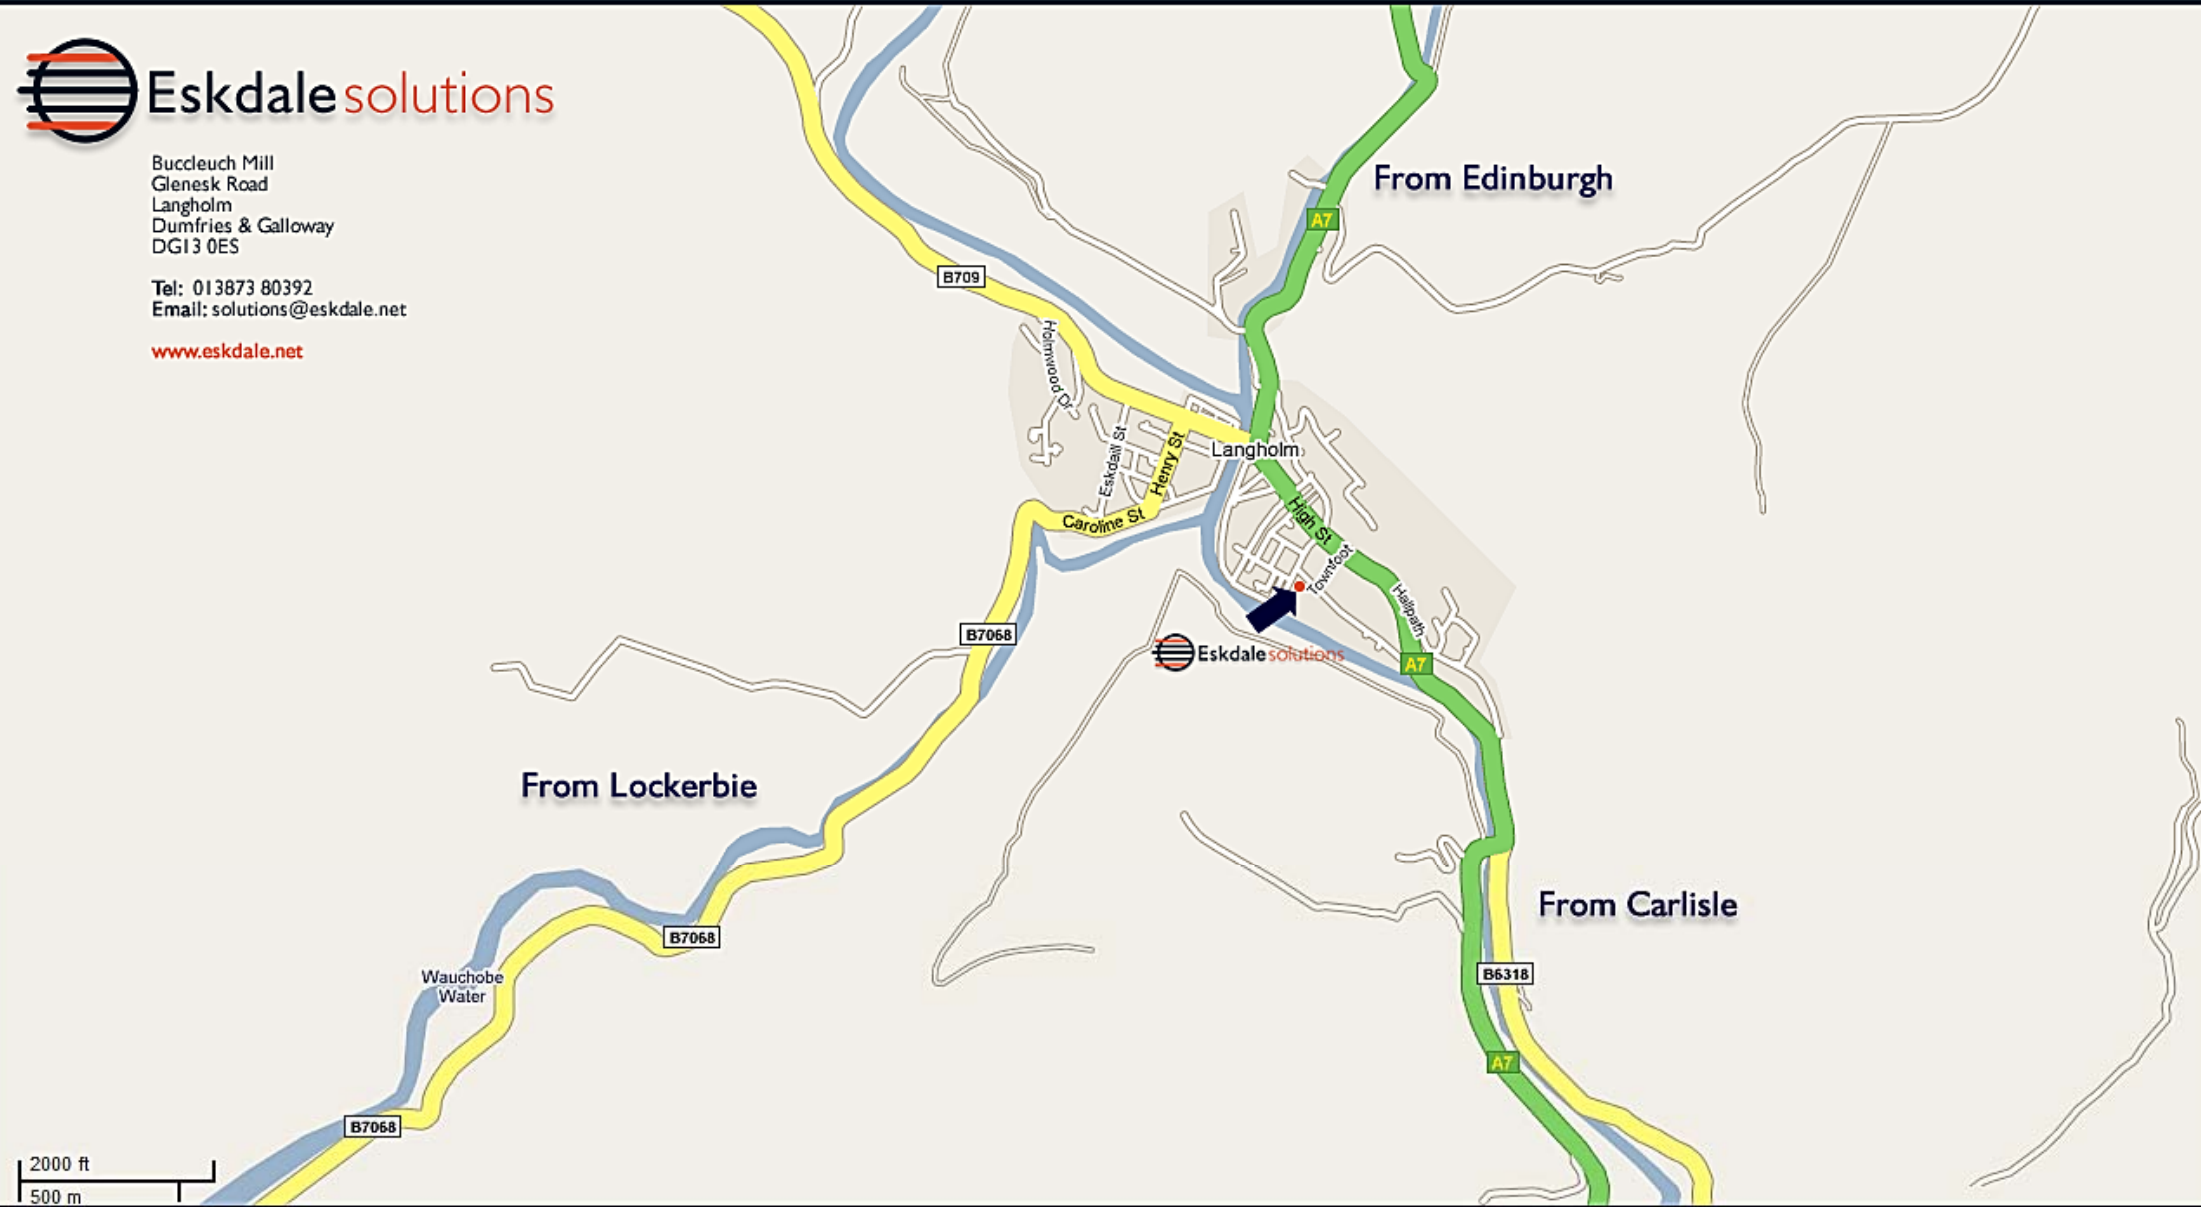 Eskdale solutions
Buccleuch Mill
Glenesk Road
Langholm
Dumfries & Galloway
DG13 0ES
Tel: 013873 80392
Email: solutions@eskdale.net
www.eskdale.net
From Edinburgh
A7
B709
Holmwood Dr
Eskdaill St
Henry St
Langholm
Caroline St
High St
Townfoot
Hallpath
B7068
Eskdale solutions
A7
From Lockerbie
From Carlisle
B7068
B6318
Wauchobe
Water
A7
B7068
2000 ft
500 m